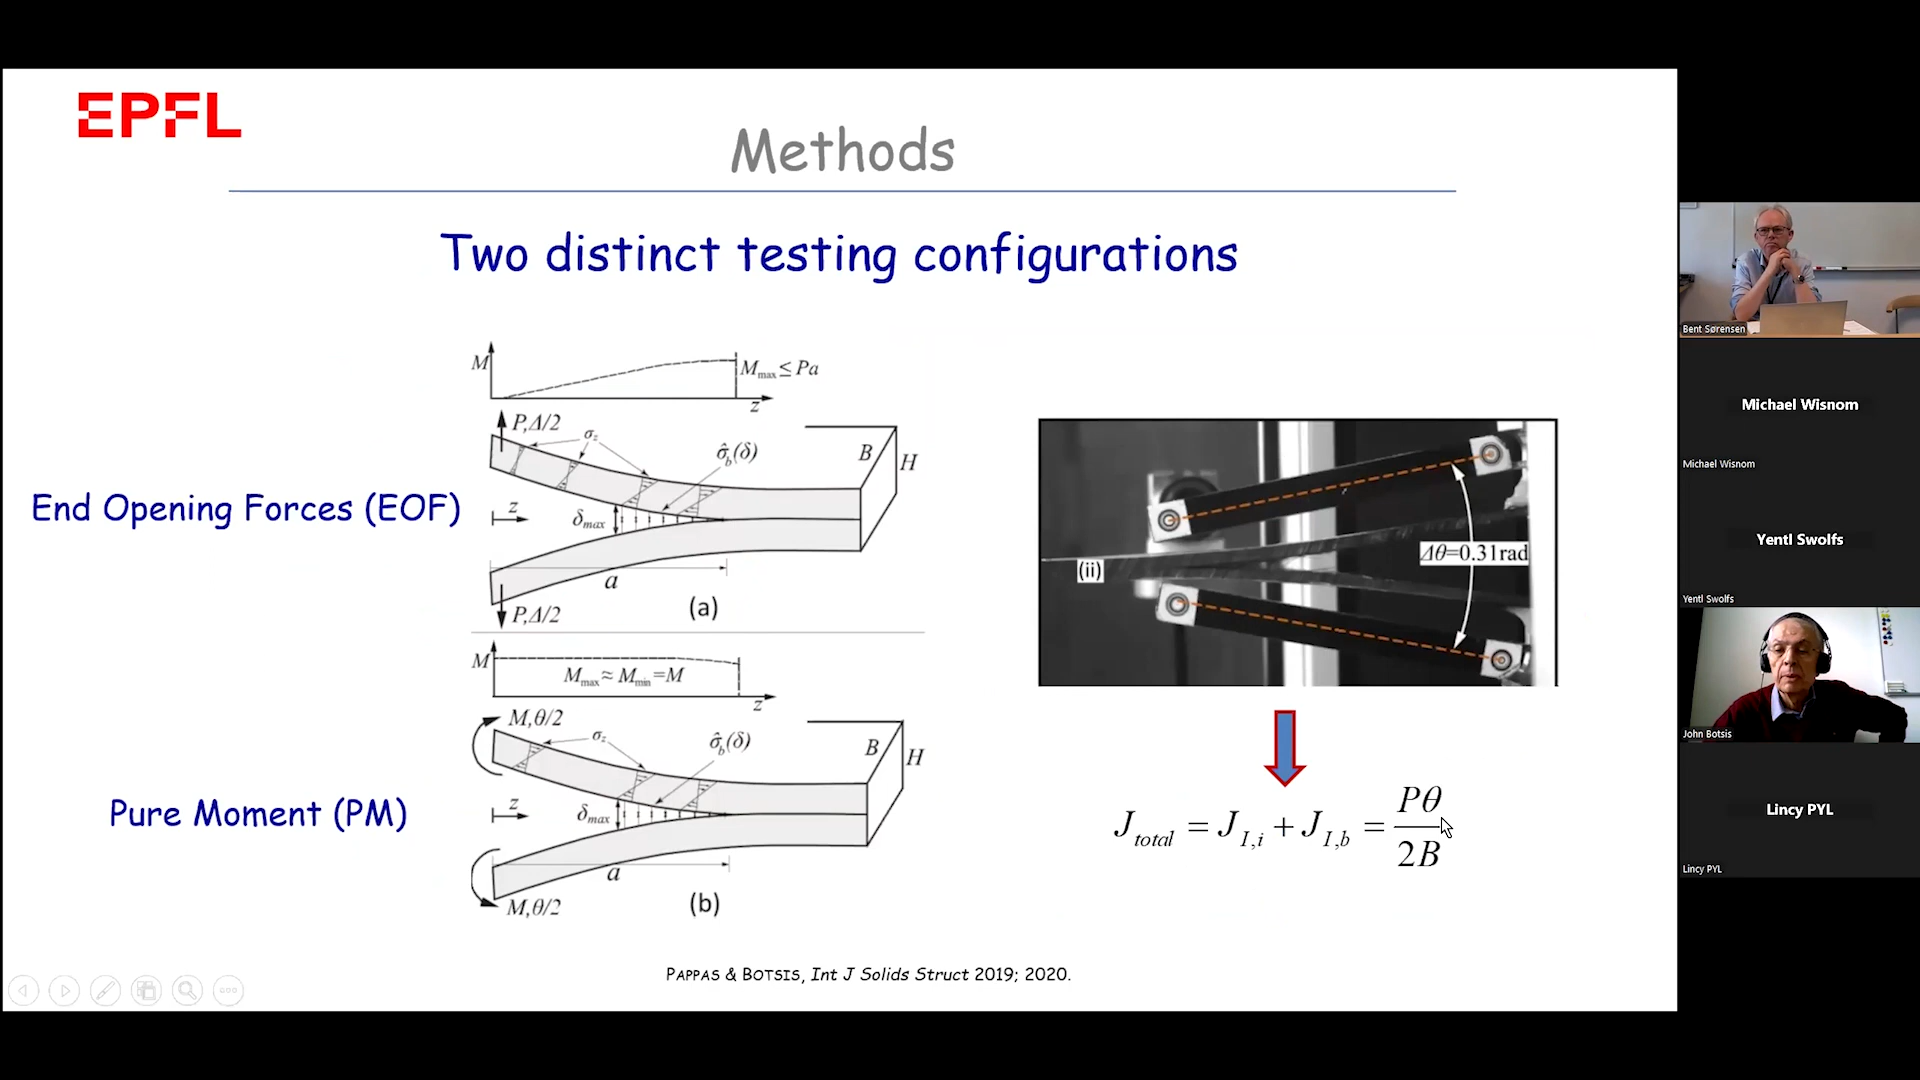 EPFL
Methods
Two distinct testing configurations
End Opening Forces (EOF)
M
M_max ≤ Pa
z
P,Δ/2
σ_z
σ̂_b(δ)
B
H
z
δ_max
a
P,Δ/2
(a)
Pure Moment (PM)
M
M_max ≈ M_min =M
z
M,θ/2
σ_z
σ̂_b(δ)
B
H
z
δ_max
a
M,θ/2
(b)
(ii)
Δθ=0.31rad
J_total = J_I,i + J_I,b = Pθ/2B
PAPPAS & BOTSIS, Int J Solids Struct 2019; 2020.
Bent Sørensen
Michael Wisnom
Michael Wisnom
Yentl Swolfs
Yentl Swolfs
John Botsis
Lincy PYL
Lincy PYL